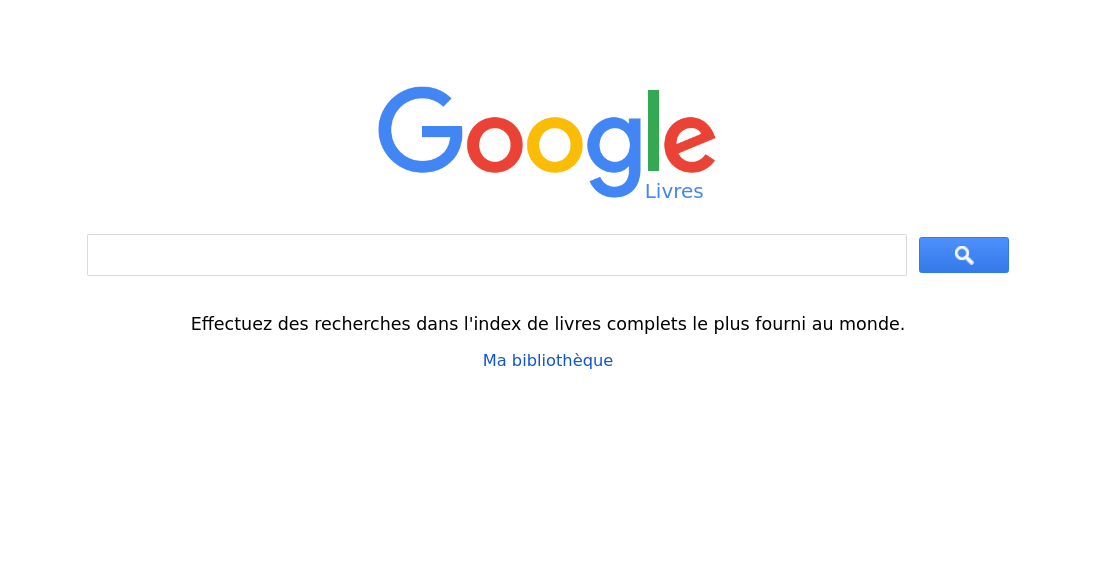 Google
Livres
Effectuez des recherches dans l'index de livres complets le plus fourni au monde.
Ma bibliothèque